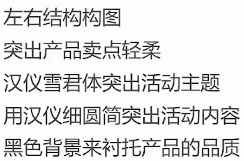 左右结构构图
突出产品卖点轻柔
汉仪雪君体突出活动主题
用汉仪细圆简突出活动内容
黑色背景来衬托产品的品质